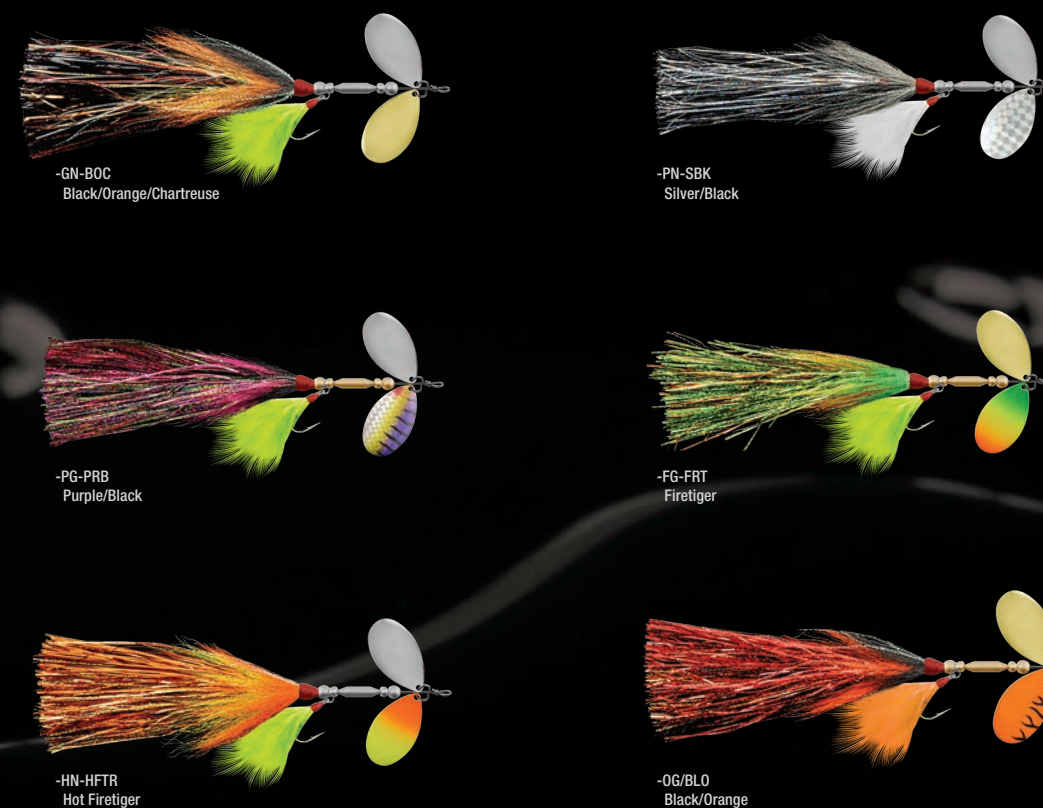 -GN-BOC
Black/Orange/Chartreuse
-PN-SBK
Silver/Black
-PG-PRB
Purple/Black
-FG-FRT
Firetiger
-HN-HFTR
Hot Firetiger
-OG/BLO
Black/Orange